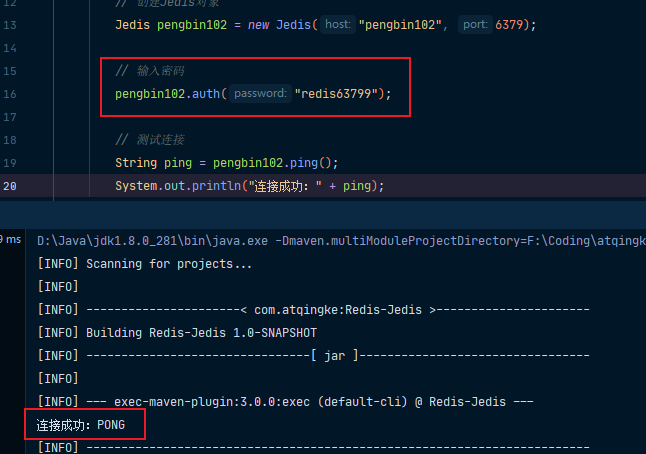 12 // 创建Jedis对象
13 Jedis pengbin102 = new Jedis( host: "pengbin102", port: 6379);
14
15 // 输入密码
16 pengbin102.auth( password: "redis63799");
17
18 // 测试连接
19 String ping = pengbin102.ping();
20 System.out.println("连接成功: " + ping);
9 ms D:\Java\jdk1.8.0_281\bin\java.exe -Dmaven.multiModuleProjectDirectory=F:\Coding\atqingk
[INFO] Scanning for projects...
[INFO]
[INFO] ----------------------< com.atqingke:Redis-Jedis >----------------------
[INFO] Building Redis-Jedis 1.0-SNAPSHOT
[INFO] --------------------------------[ jar ]---------------------------------
[INFO]
[INFO] --- exec-maven-plugin:3.0.0:exec (default-cli) @ Redis-Jedis ---
连接成功: PONG
[INFO] ------------------------------------------------------------------------